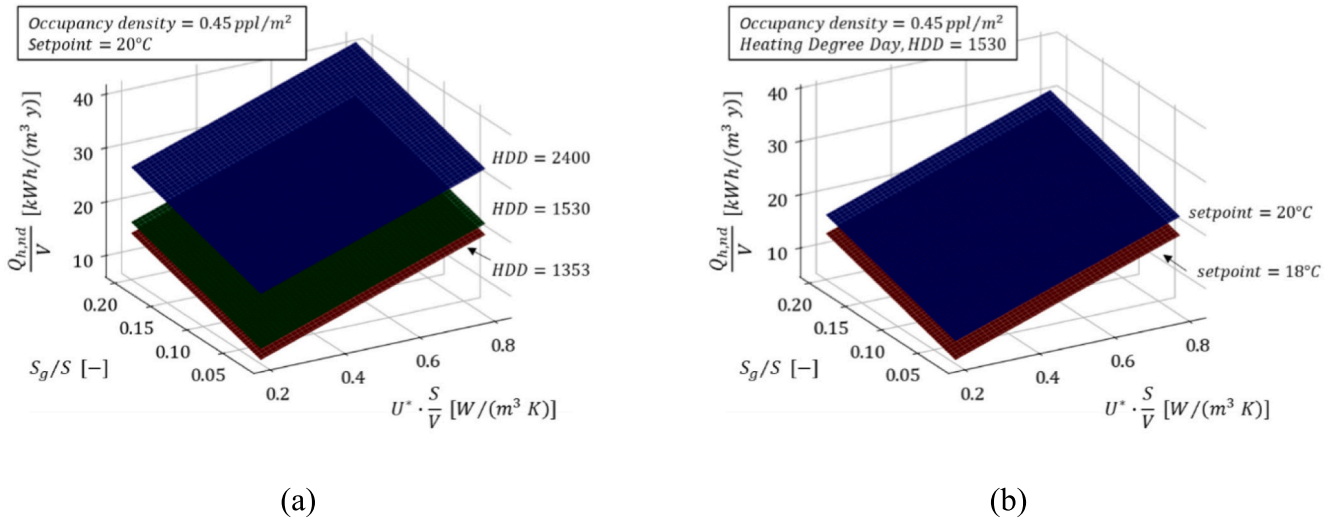 Occupancy density = 0.45 ppl/m²
Setpoint = 20°C
Q_{h,nd}/V [kWh/(m³ y)]
40
30
20
10
HDD = 2400
HDD = 1530
HDD = 1353
0.20
0.15
0.10
0.05
S_g/S [−]
0.2
0.4
0.6
0.8
U* · S/V [W/(m³ K)]
(a)
Occupancy density = 0.45 ppl/m²
Heating Degree Day, HDD = 1530
Q_{h,nd}/V [kWh/(m³ y)]
40
30
20
10
setpoint = 20°C
setpoint = 18°C
0.20
0.15
0.10
0.05
S_g/S [−]
0.2
0.4
0.6
0.8
U* · S/V [W/(m³ K)]
(b)